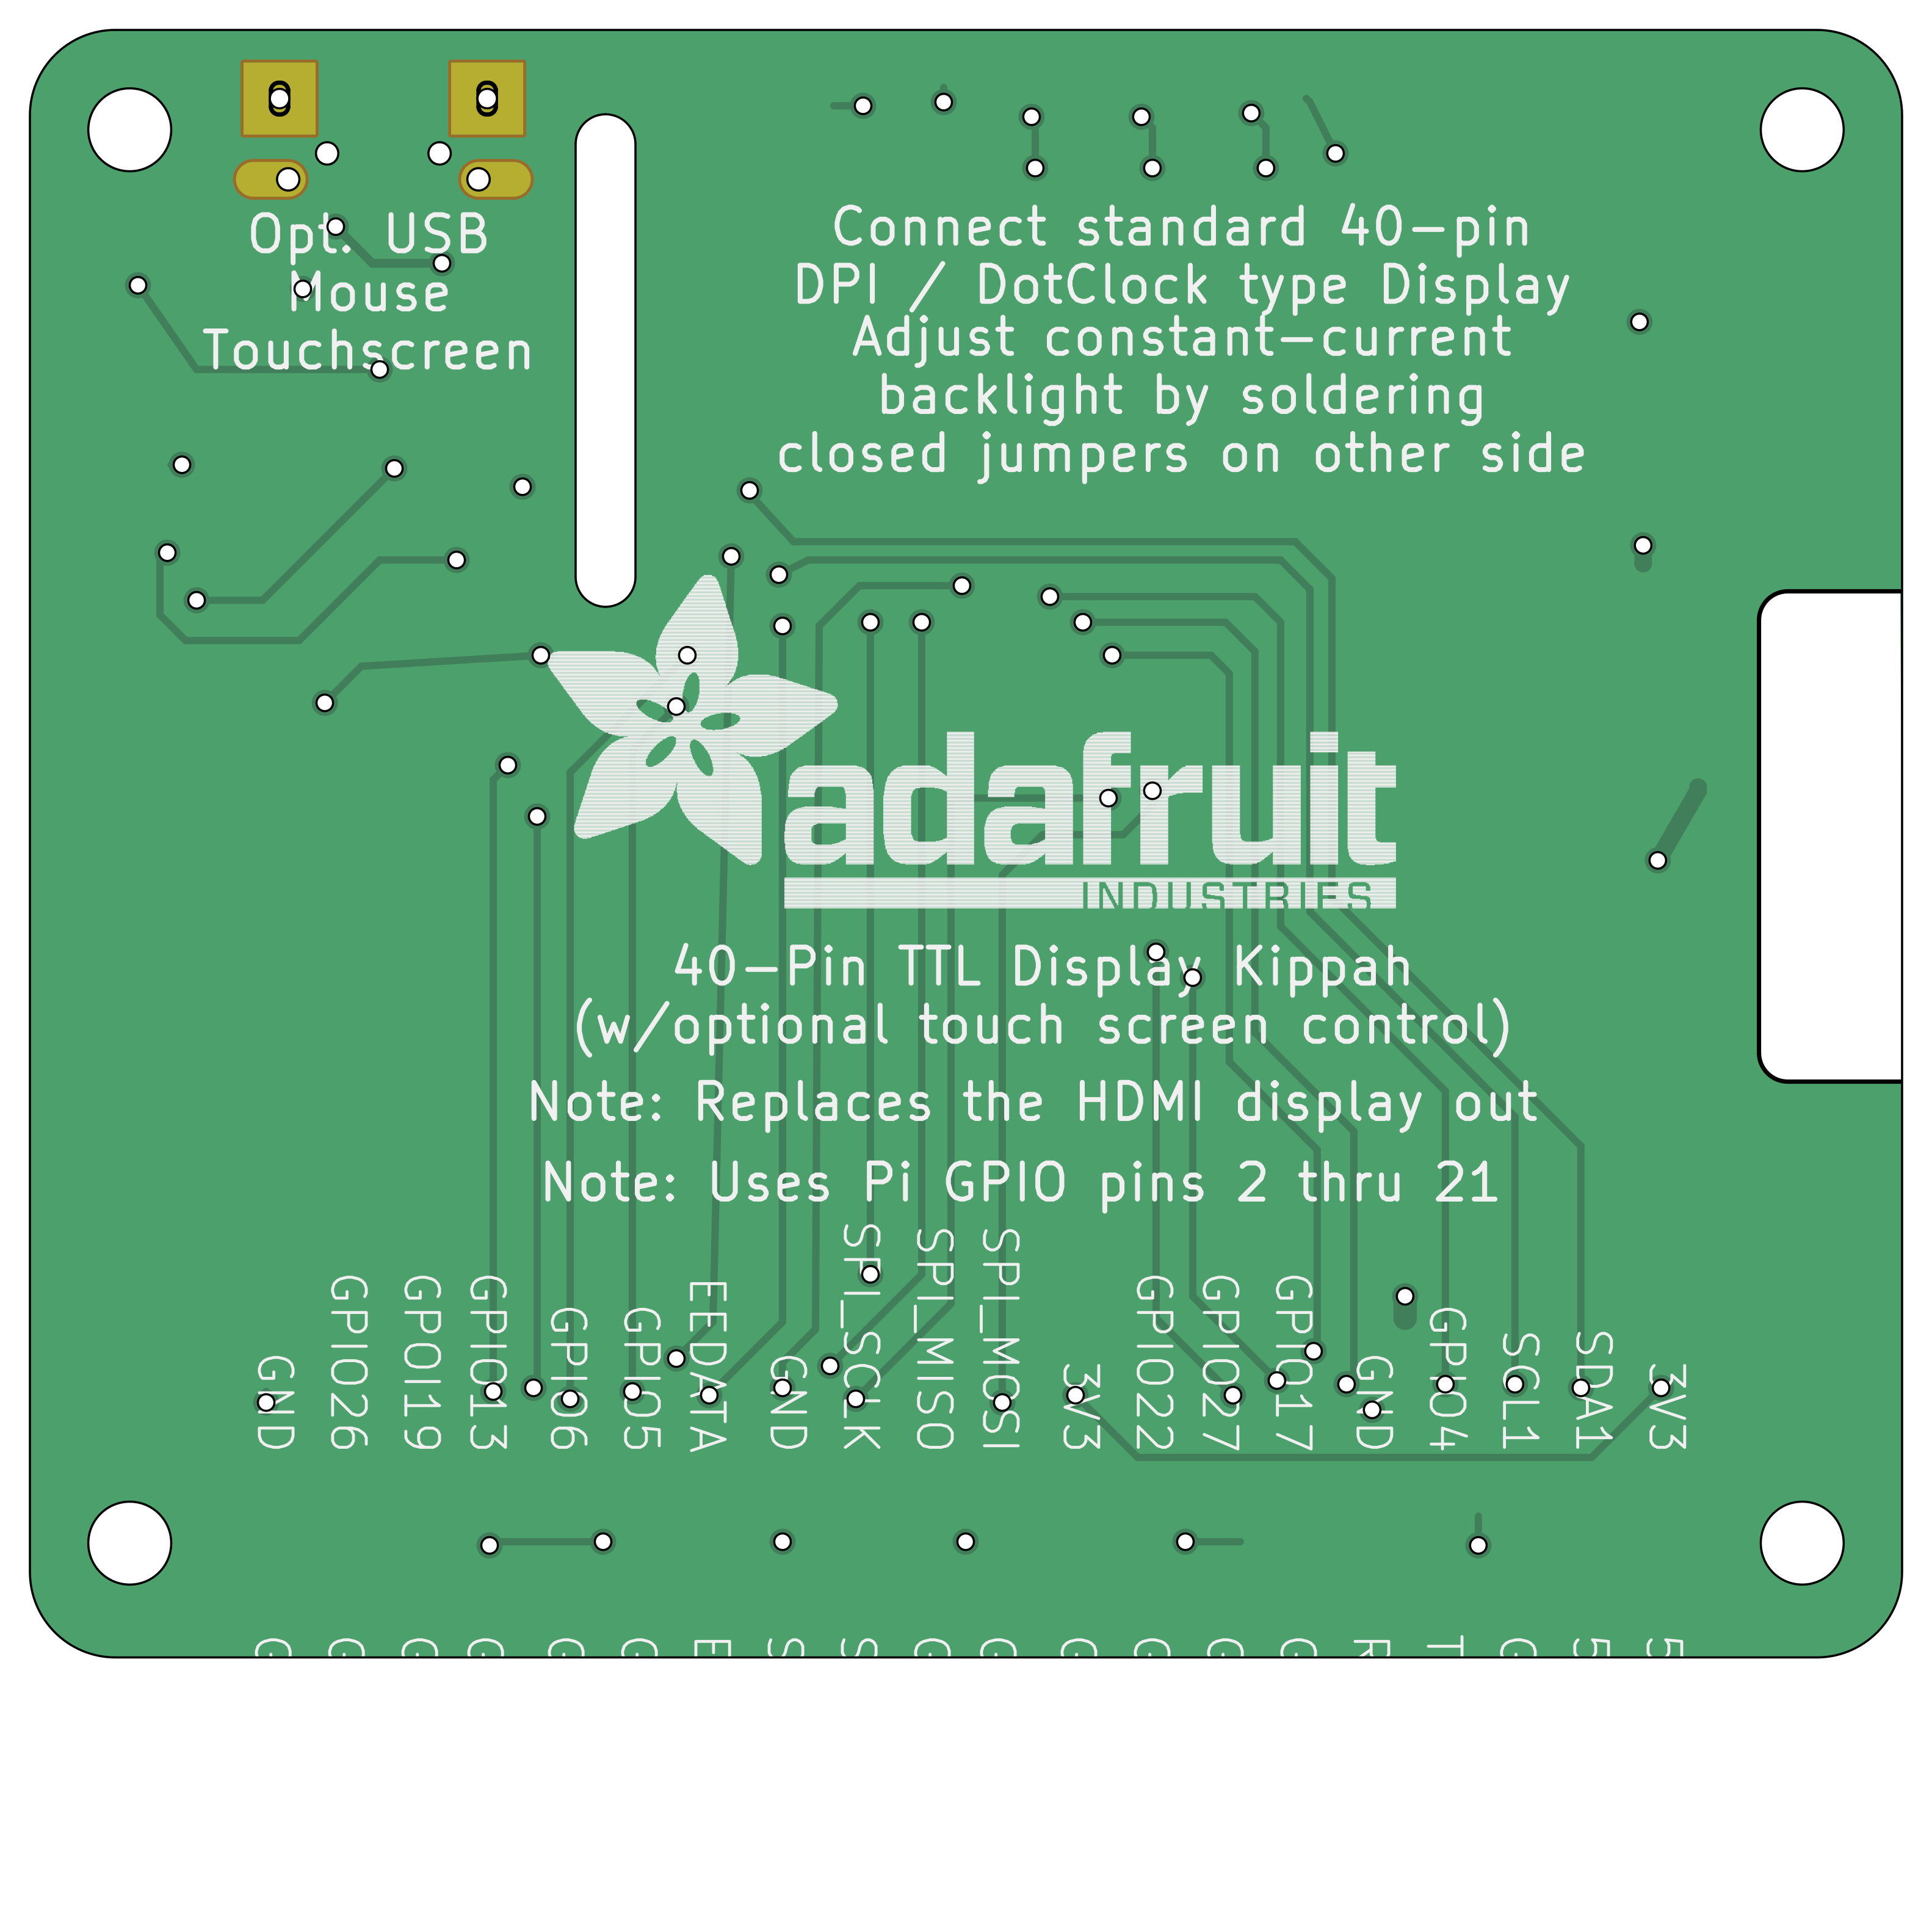 Opt. USB
Mouse
Touchscreen
Connect standard 40-pin
DPI / DotClock type Display
Adjust constant-current
backlight by soldering
closed jumpers on other side
adafruit
INDUSTRIES
40-Pin TTL Display Kippah
(w/optional touch screen control)
Note: Replaces the HDMI display out
Note: Uses Pi GPIO pins 2 thru 21
GND
GPIO26
GPOI19
GPIO13
GPIO6
GPIO5
EEDATA
GND
SPI_SCLK
SPI_MISO
SPI_MOSI
3V3
GPIO22
GPIO27
GPIO17
GND
GPIO4
SCL1
SDA1
3V3